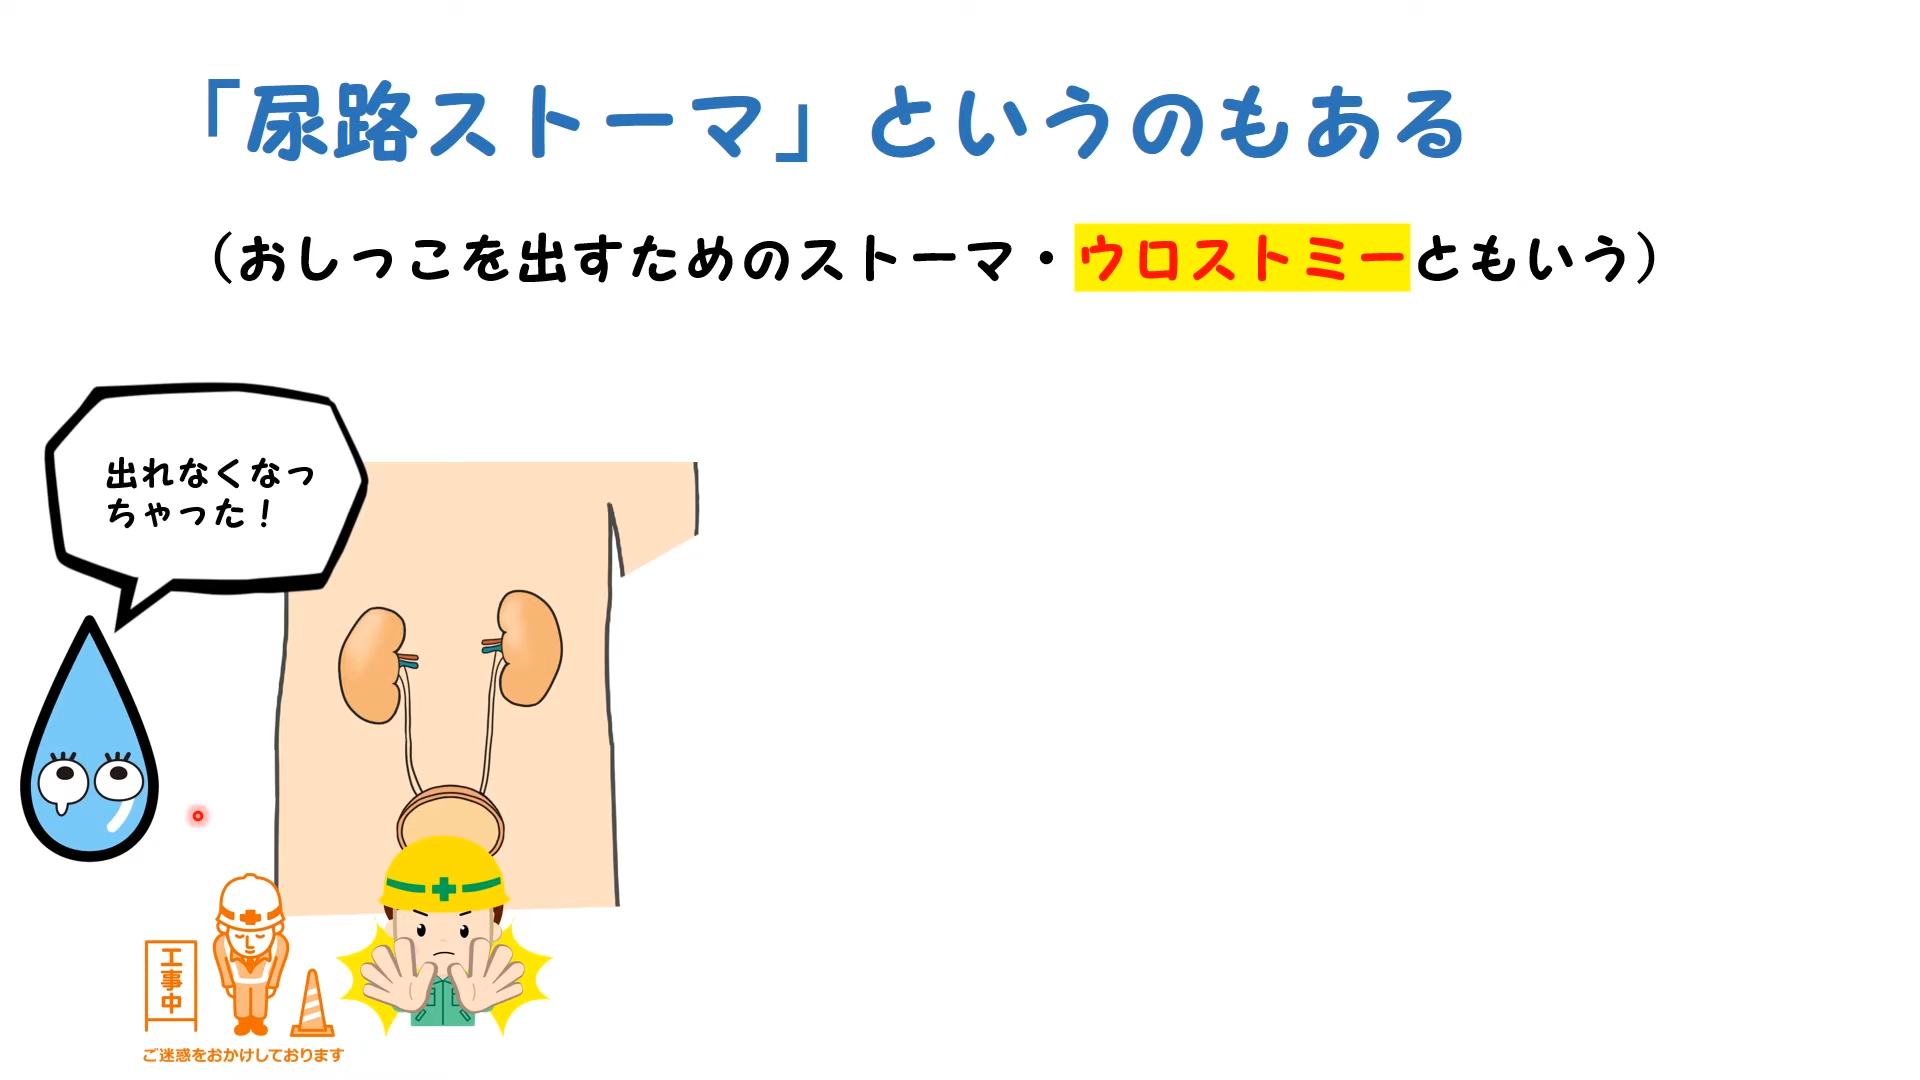 「尿路ストーマ」というのもある
（おしっこを出すためのストーマ・ウロストミーともいう）
出れなくなっ
ちゃった！
工事中
ご迷惑をおかけしております